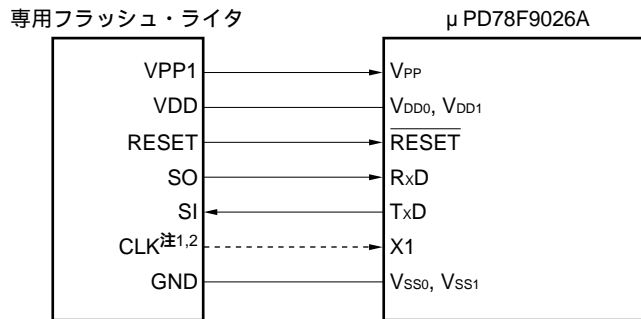 専用フラッシュ・ライタ
μPD78F9026A
VPP1
VPP
VDD
VDD0, VDD1
RESET
RESET
SO
RxD
SI
TxD
CLK注1,2
X1
GND
VSS0, VSS1